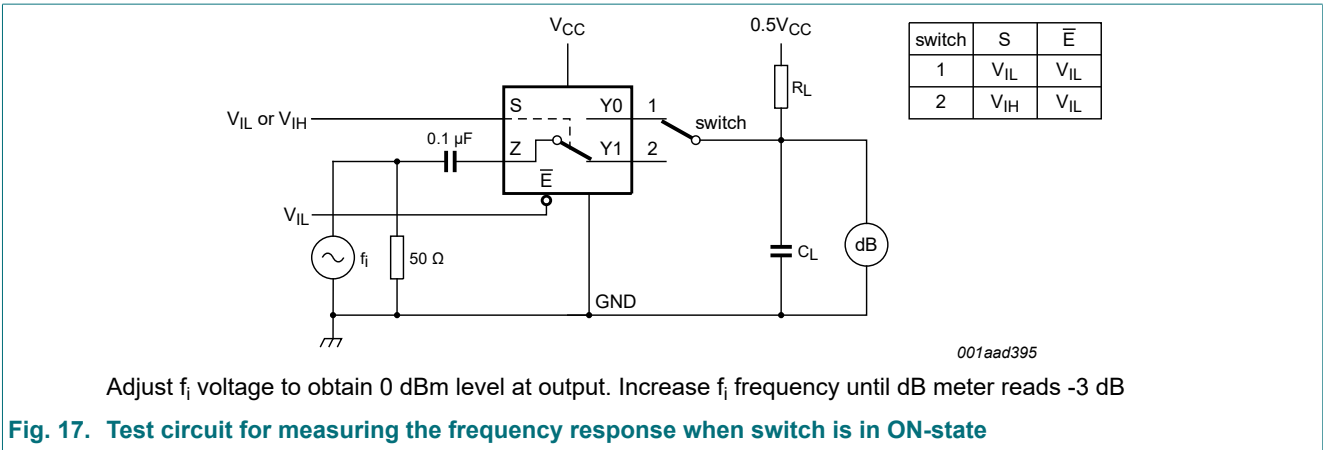 VCC
0.5VCC
switch S E̅
1 VIL VIL
2 VIH VIL
RL
S Y0 1
switch
VIL or VIH
0.1 µF
Z Y1 2
E̅
VIL
fi 50 Ω
CL
dB
GND
001aad395
Adjust fi voltage to obtain 0 dBm level at output. Increase fi frequency until dB meter reads -3 dB
Fig. 17. Test circuit for measuring the frequency response when switch is in ON-state